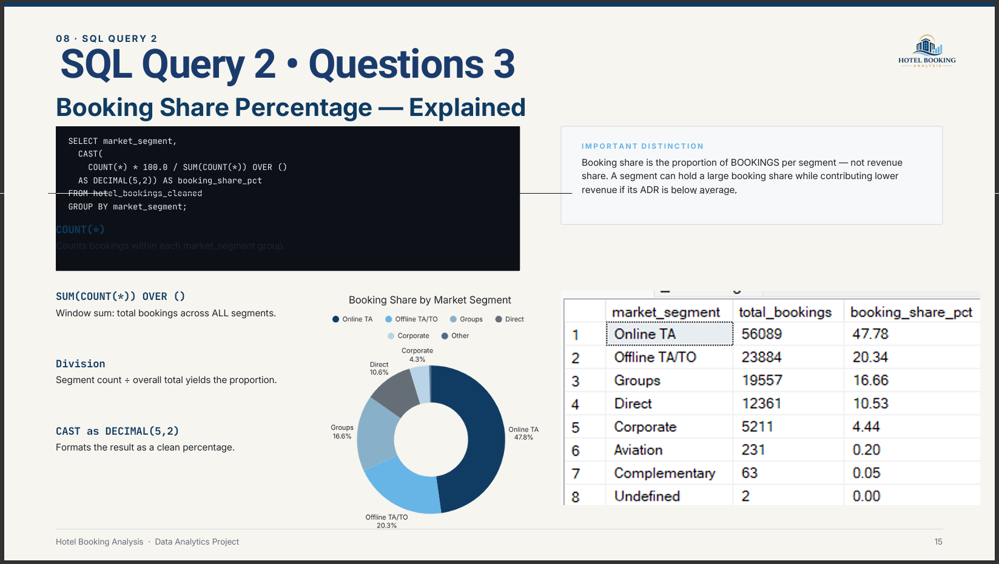 08 · SQL QUERY 2
SQL Query 2 • Questions 3
HOTEL BOOKING
ANALYSIS
Booking Share Percentage — Explained
SELECT market_segment,
CAST(
COUNT(*) * 100.0 / SUM(COUNT(*)) OVER ()
AS DECIMAL(5,2)) AS booking_share_pct
FROM hotel_bookings_cleaned
GROUP BY market_segment;
COUNT(*)
Counts bookings within each market_segment group.
IMPORTANT DISTINCTION
Booking share is the proportion of BOOKINGS per segment — not revenue
share. A segment can hold a large booking share while contributing lower
revenue if its ADR is below average.
SUM(COUNT(*)) OVER ()
Window sum: total bookings across ALL segments.
Division
Segment count ÷ overall total yields the proportion.
CAST as DECIMAL(5,2)
Formats the result as a clean percentage.
Booking Share by Market Segment
Online TA Offline TA/TO Groups Direct
Corporate Other
Corporate
4.3%
Direct
10.6%
Groups
16.6%
Online TA
47.8%
Offline TA/TO
20.3%
market_segment total_bookings booking_share_pct
1 Online TA 56089 47.78
2 Offline TA/TO 23884 20.34
3 Groups 19557 16.66
4 Direct 12361 10.53
5 Corporate 5211 4.44
6 Aviation 231 0.20
7 Complementary 63 0.05
8 Undefined 2 0.00
Hotel Booking Analysis · Data Analytics Project
15